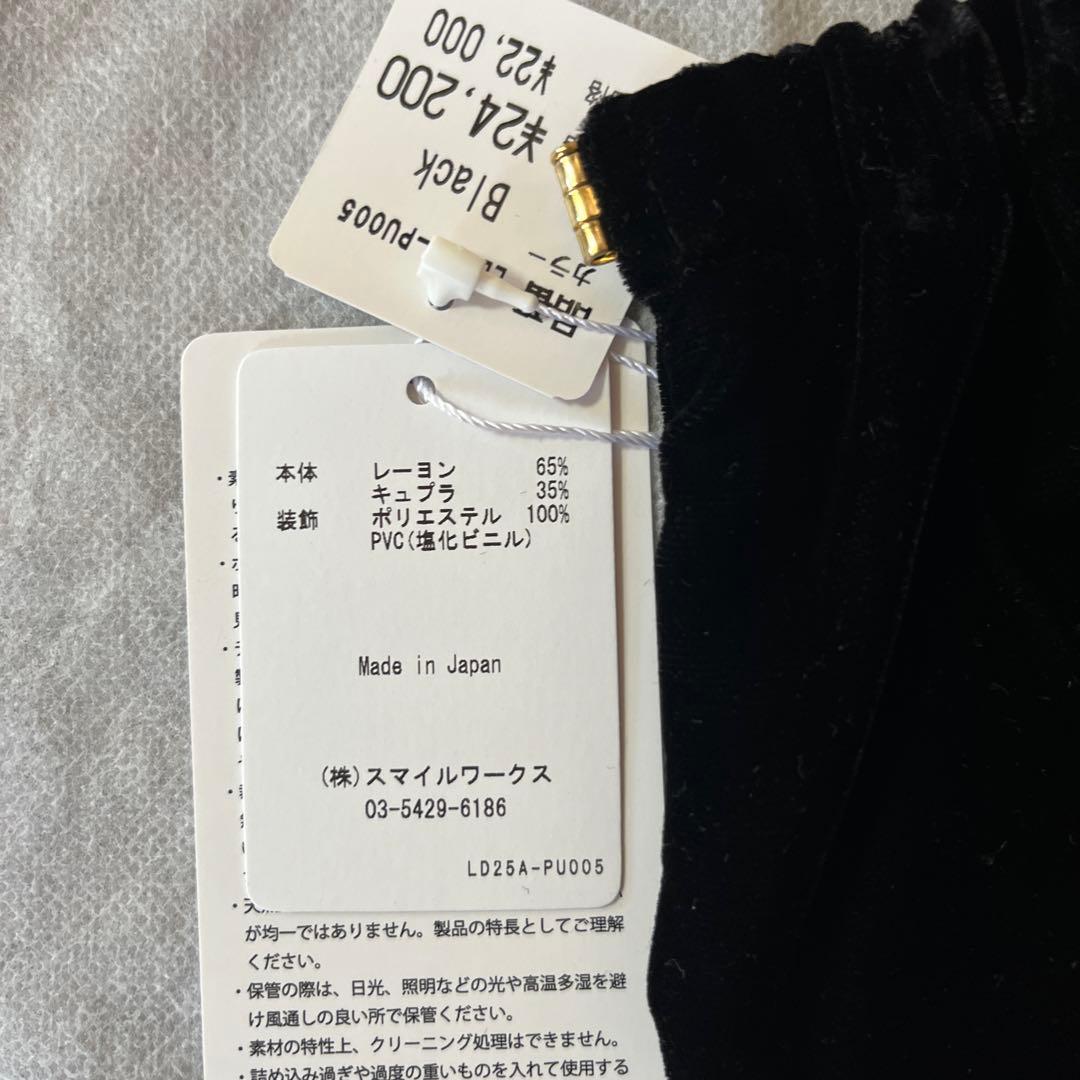 品番
-PU005
カラー
Black
¥24,200
¥22,000
本体 レーヨン 65%
キュプラ 35%
装飾 ポリエステル 100%
PVC(塩化ビニル)
Made in Japan
(株)スマイルワークス
03-5429-6186
LD25A-PU005
が均一ではありません。製品の特長としてご理解
ください。
・保管の際は、日光、照明などの光や高温多湿を避
け風通しの良い所で保管ください。
・素材の特性上、クリーニング処理はできません。
・詰め込み過ぎや過度の重いものを入れて使用する